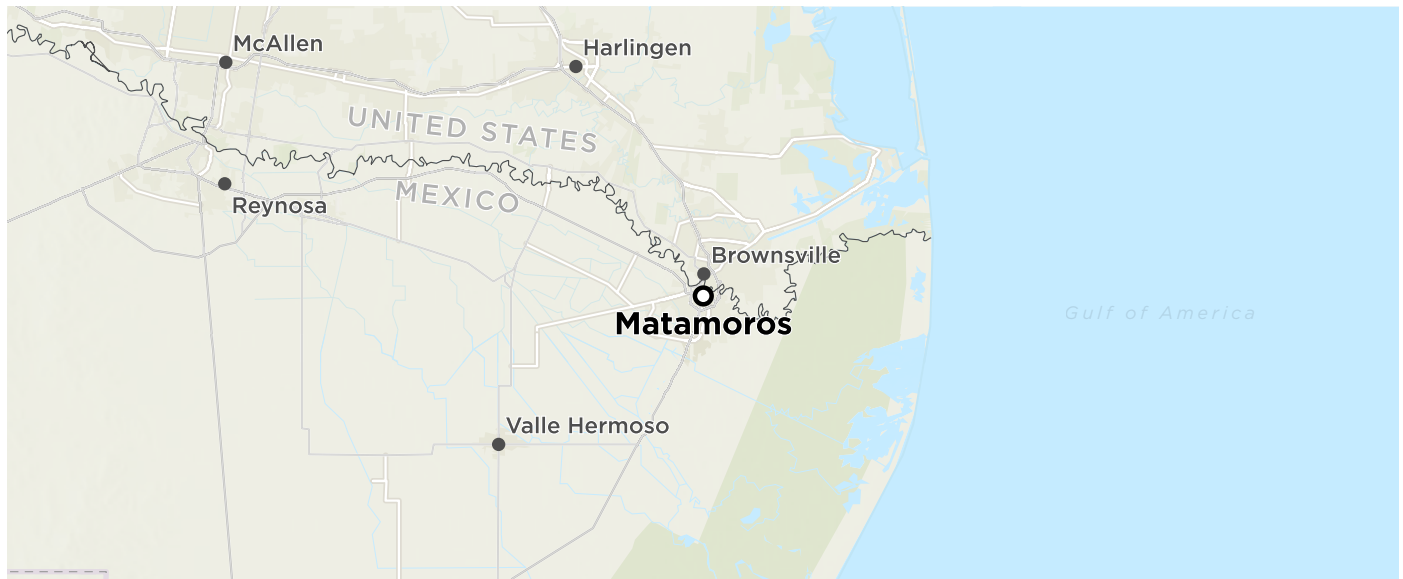 McAllen
Harlingen
UNITED STATES
MEXICO
Reynosa
Brownsville
Matamoros
Gulf of America
Valle Hermoso